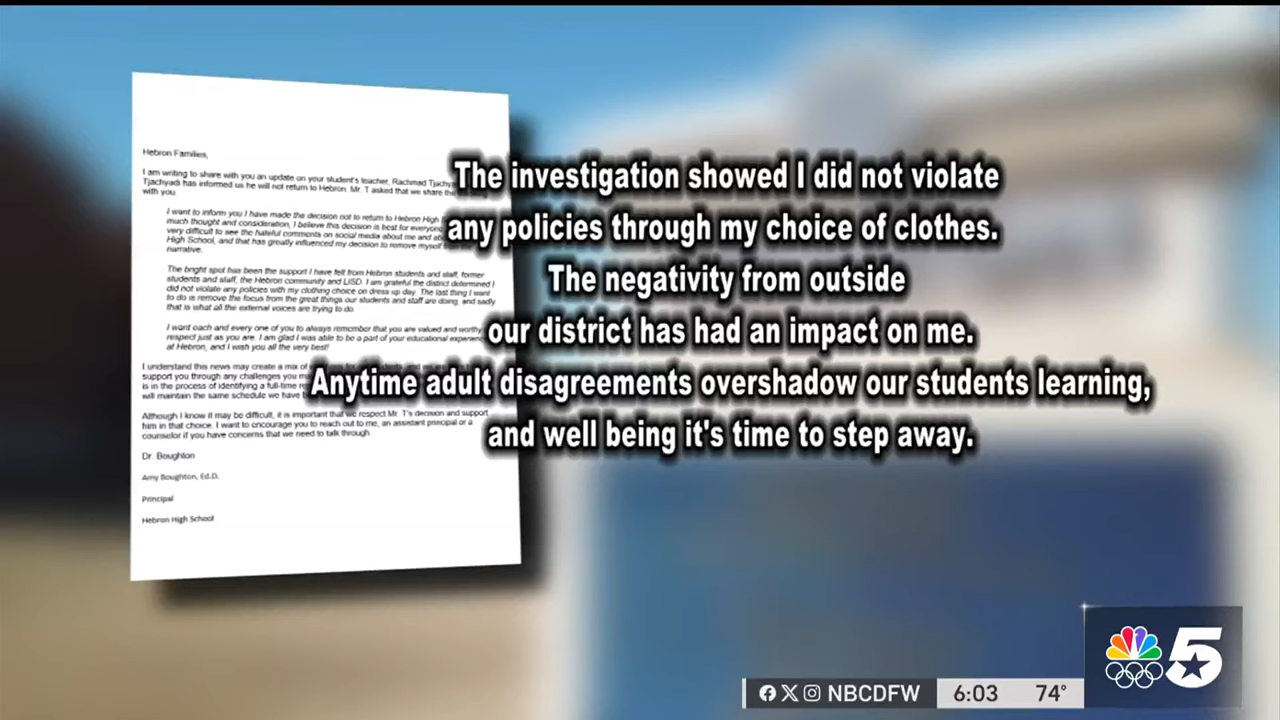 Hebron Families,
I am writing to share with you an update on your student's teacher, Rachmad Tjachy
Tjachyadi has informed us he will not return to Hebron. Mr. T asked that we share the
with you.
I want to inform you I have made the decision not to return to Hebron High
much thought and consideration, I believe this decision is best for everyone
very difficult to see the hateful comments on social media about me and
High School, and that has greatly influenced my decision to remove myself from the
narrative.
The bright spot has been the support I have felt from Hebron students and staff, former
students and staff, the Hebron community and LISD. I am grateful the district determined I
did not violate any policies with my clothing choice on dress up day. The last thing I want
to do is remove the focus from the great things our students and staff are doing, and sadly
that is what all the external voices are trying to do.
I want each and every one of you to always remember that you are valued and worthy
respect just as you are. I am glad I was able to be a part of your educational
at Hebron, and I wish you all the very best!
I understand this news may create a mix of
support you through any challenges you
is in the process of identifying a full-time
will maintain the same schedule we have
Although I know it may be difficult, it is important that we respect Mr. T's decision and support
him in that choice. I want to encourage you to reach out to me, an assistant principal or a
counselor if you have concerns that we need to talk through.
Dr. Boughton
Amy Boughton, Ed.D.
Principal
Hebron High School
The investigation showed I did not violate
any policies through my choice of clothes.
The negativity from outside
our district has had an impact on me.
Anytime adult disagreements overshadow our students learning,
and well being it's time to step away.
5
NBCDFW 6:03 74°